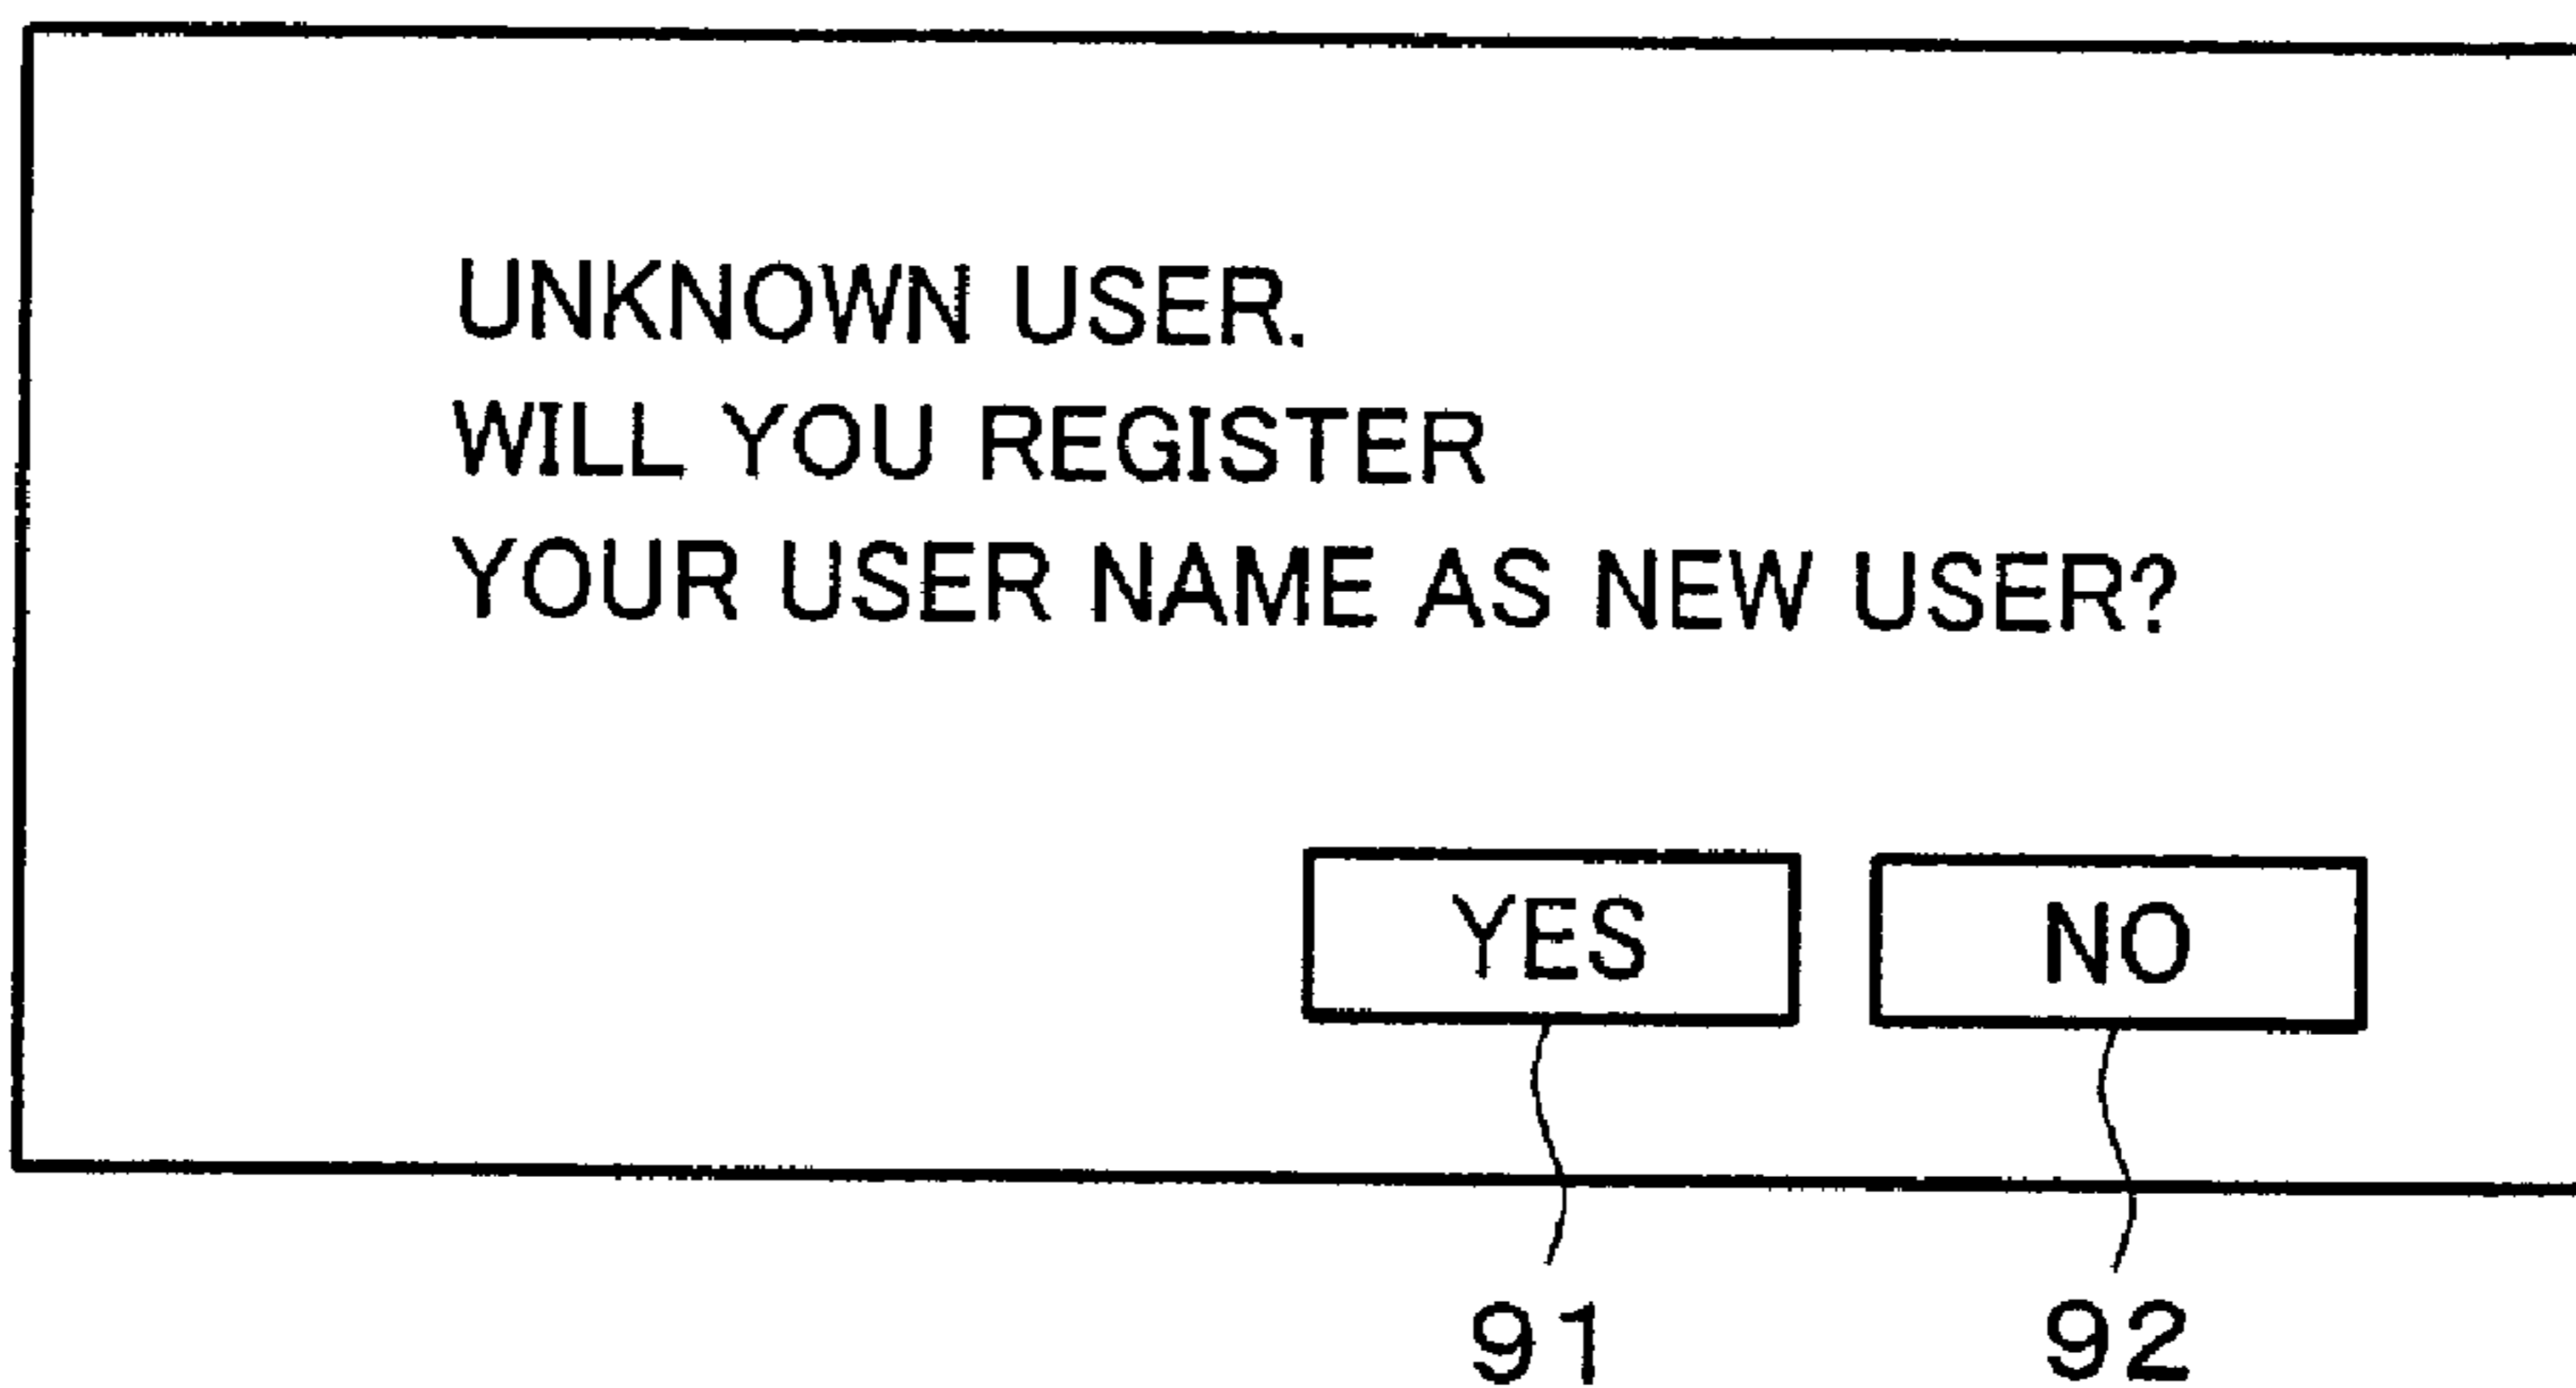 UNKNOWN USER.
WILL YOU REGISTER
YOUR USER NAME AS NEW USER?
YES NO
91 92